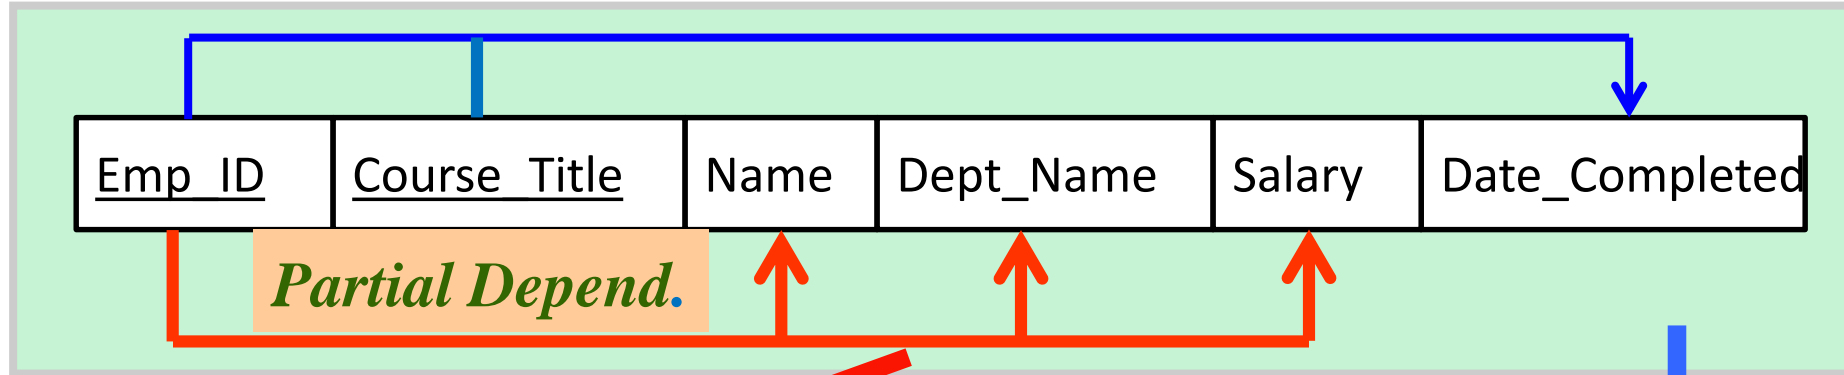 Emp_ID Course_Title Name Dept_Name Salary Date_Completed
Partial Depend.